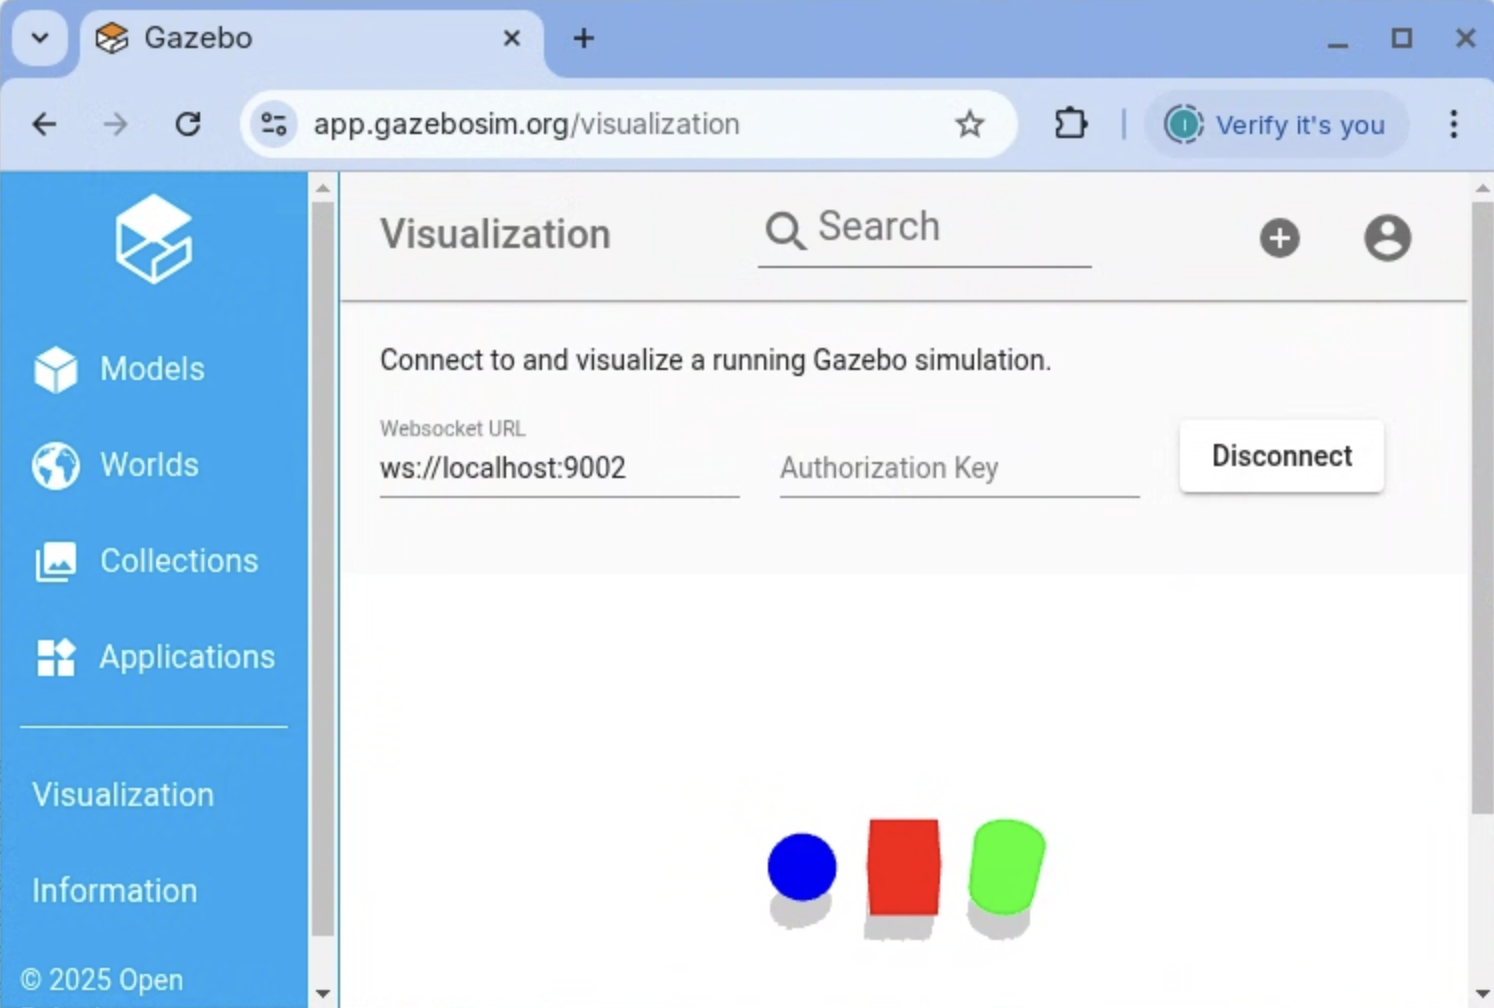 Gazebo
app.gazebosim.org/visualization
Verify it's you
Visualization
Search
Models
Worlds
Collections
Applications
Visualization
Information
© 2025 Open
Connect to and visualize a running Gazebo simulation.
Websocket URL
ws://localhost:9002
Authorization Key
Disconnect